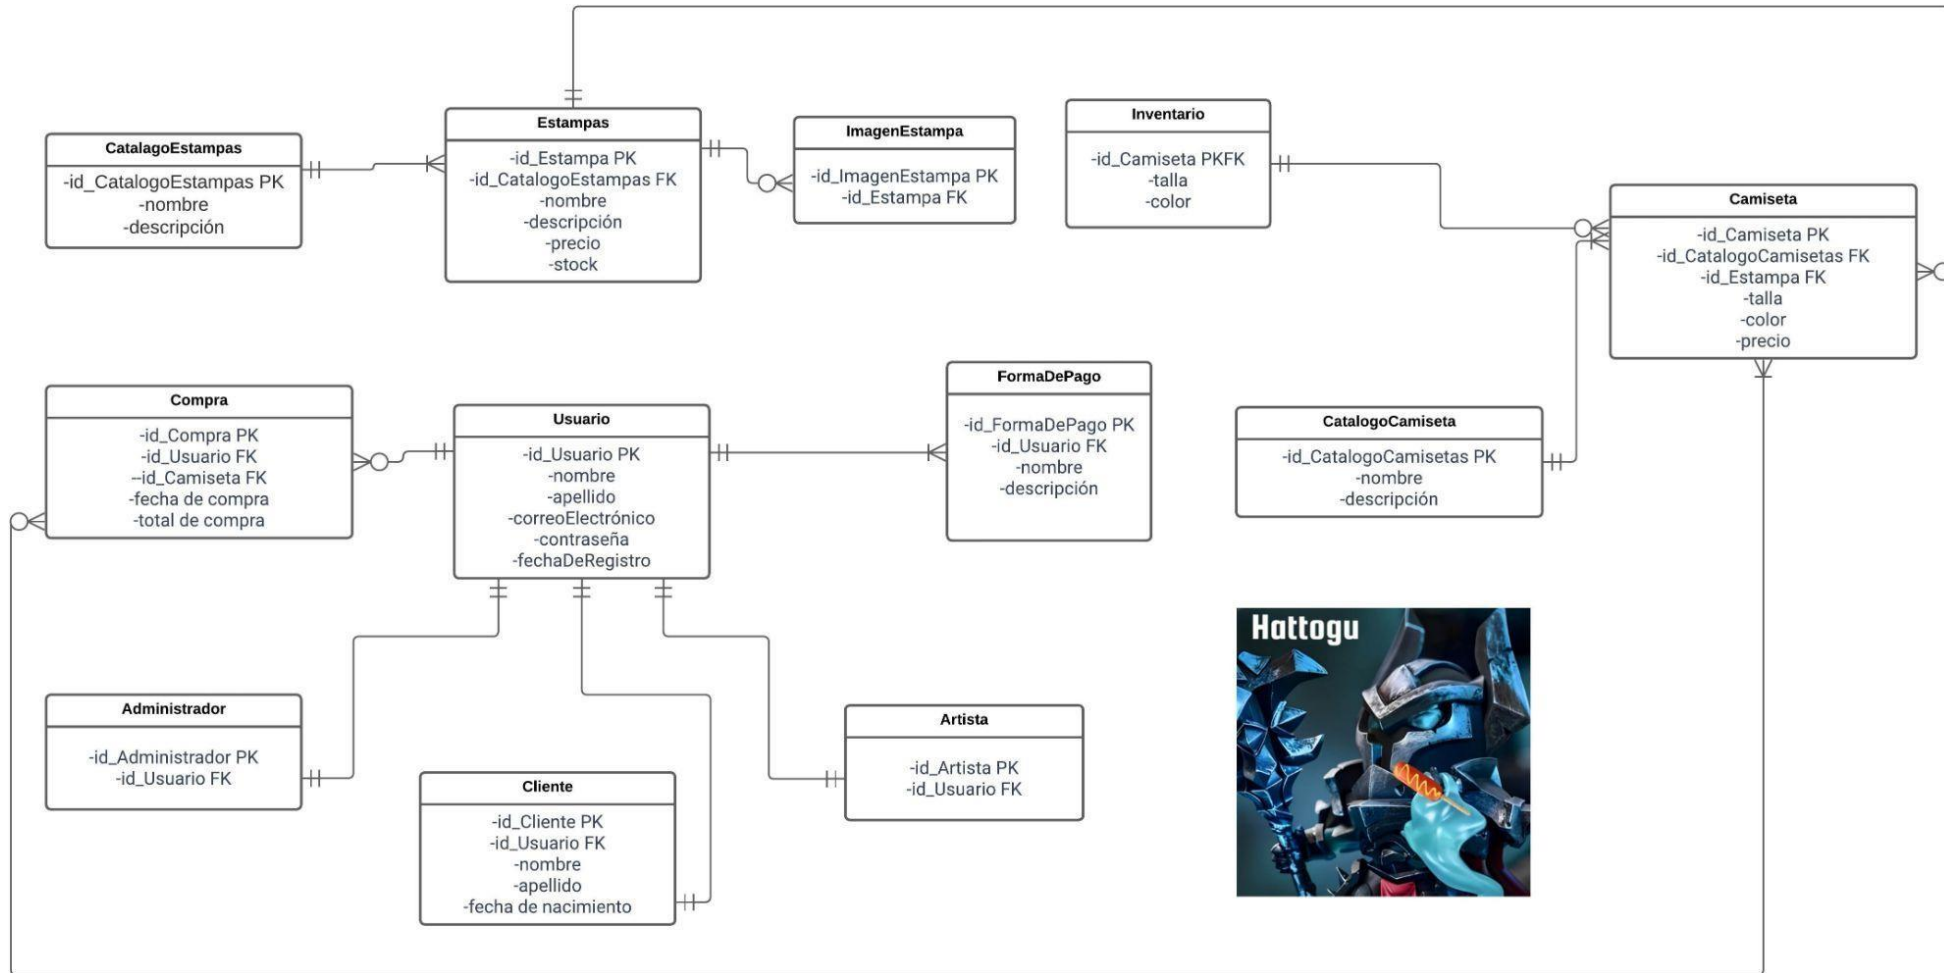 CatalagoEstampas
-id_CatalogoEstampas PK
-nombre
-descripción
Estampas
-id_Estampa PK
-id_CatalogoEstampas FK
-nombre
-descripción
-precio
-stock
ImagenEstampa
-id_ImagenEstampa PK
-id_Estampa FK
Inventario
-id_Camiseta PKFK
-talla
-color
Camiseta
-id_Camiseta PK
-id_CatalogoCamisetas FK
-id_Estampa FK
-talla
-color
-precio
Compra
-id_Compra PK
-id_Usuario FK
--id_Camiseta FK
-fecha de compra
-total de compra
Usuario
-id_Usuario PK
-nombre
-apellido
-correoElectrónico
-contraseña
-fechaDeRegistro
FormaDePago
-id_FormaDePago PK
-id_Usuario FK
-nombre
-descripción
CatalogoCamiseta
-id_CatalogoCamisetas PK
-nombre
-descripción
Administrador
-id_Administrador PK
-id_Usuario FK
Cliente
-id_Cliente PK
-id_Usuario FK
-nombre
-apellido
-fecha de nacimiento
Artista
-id_Artista PK
-id_Usuario FK
Hattogu